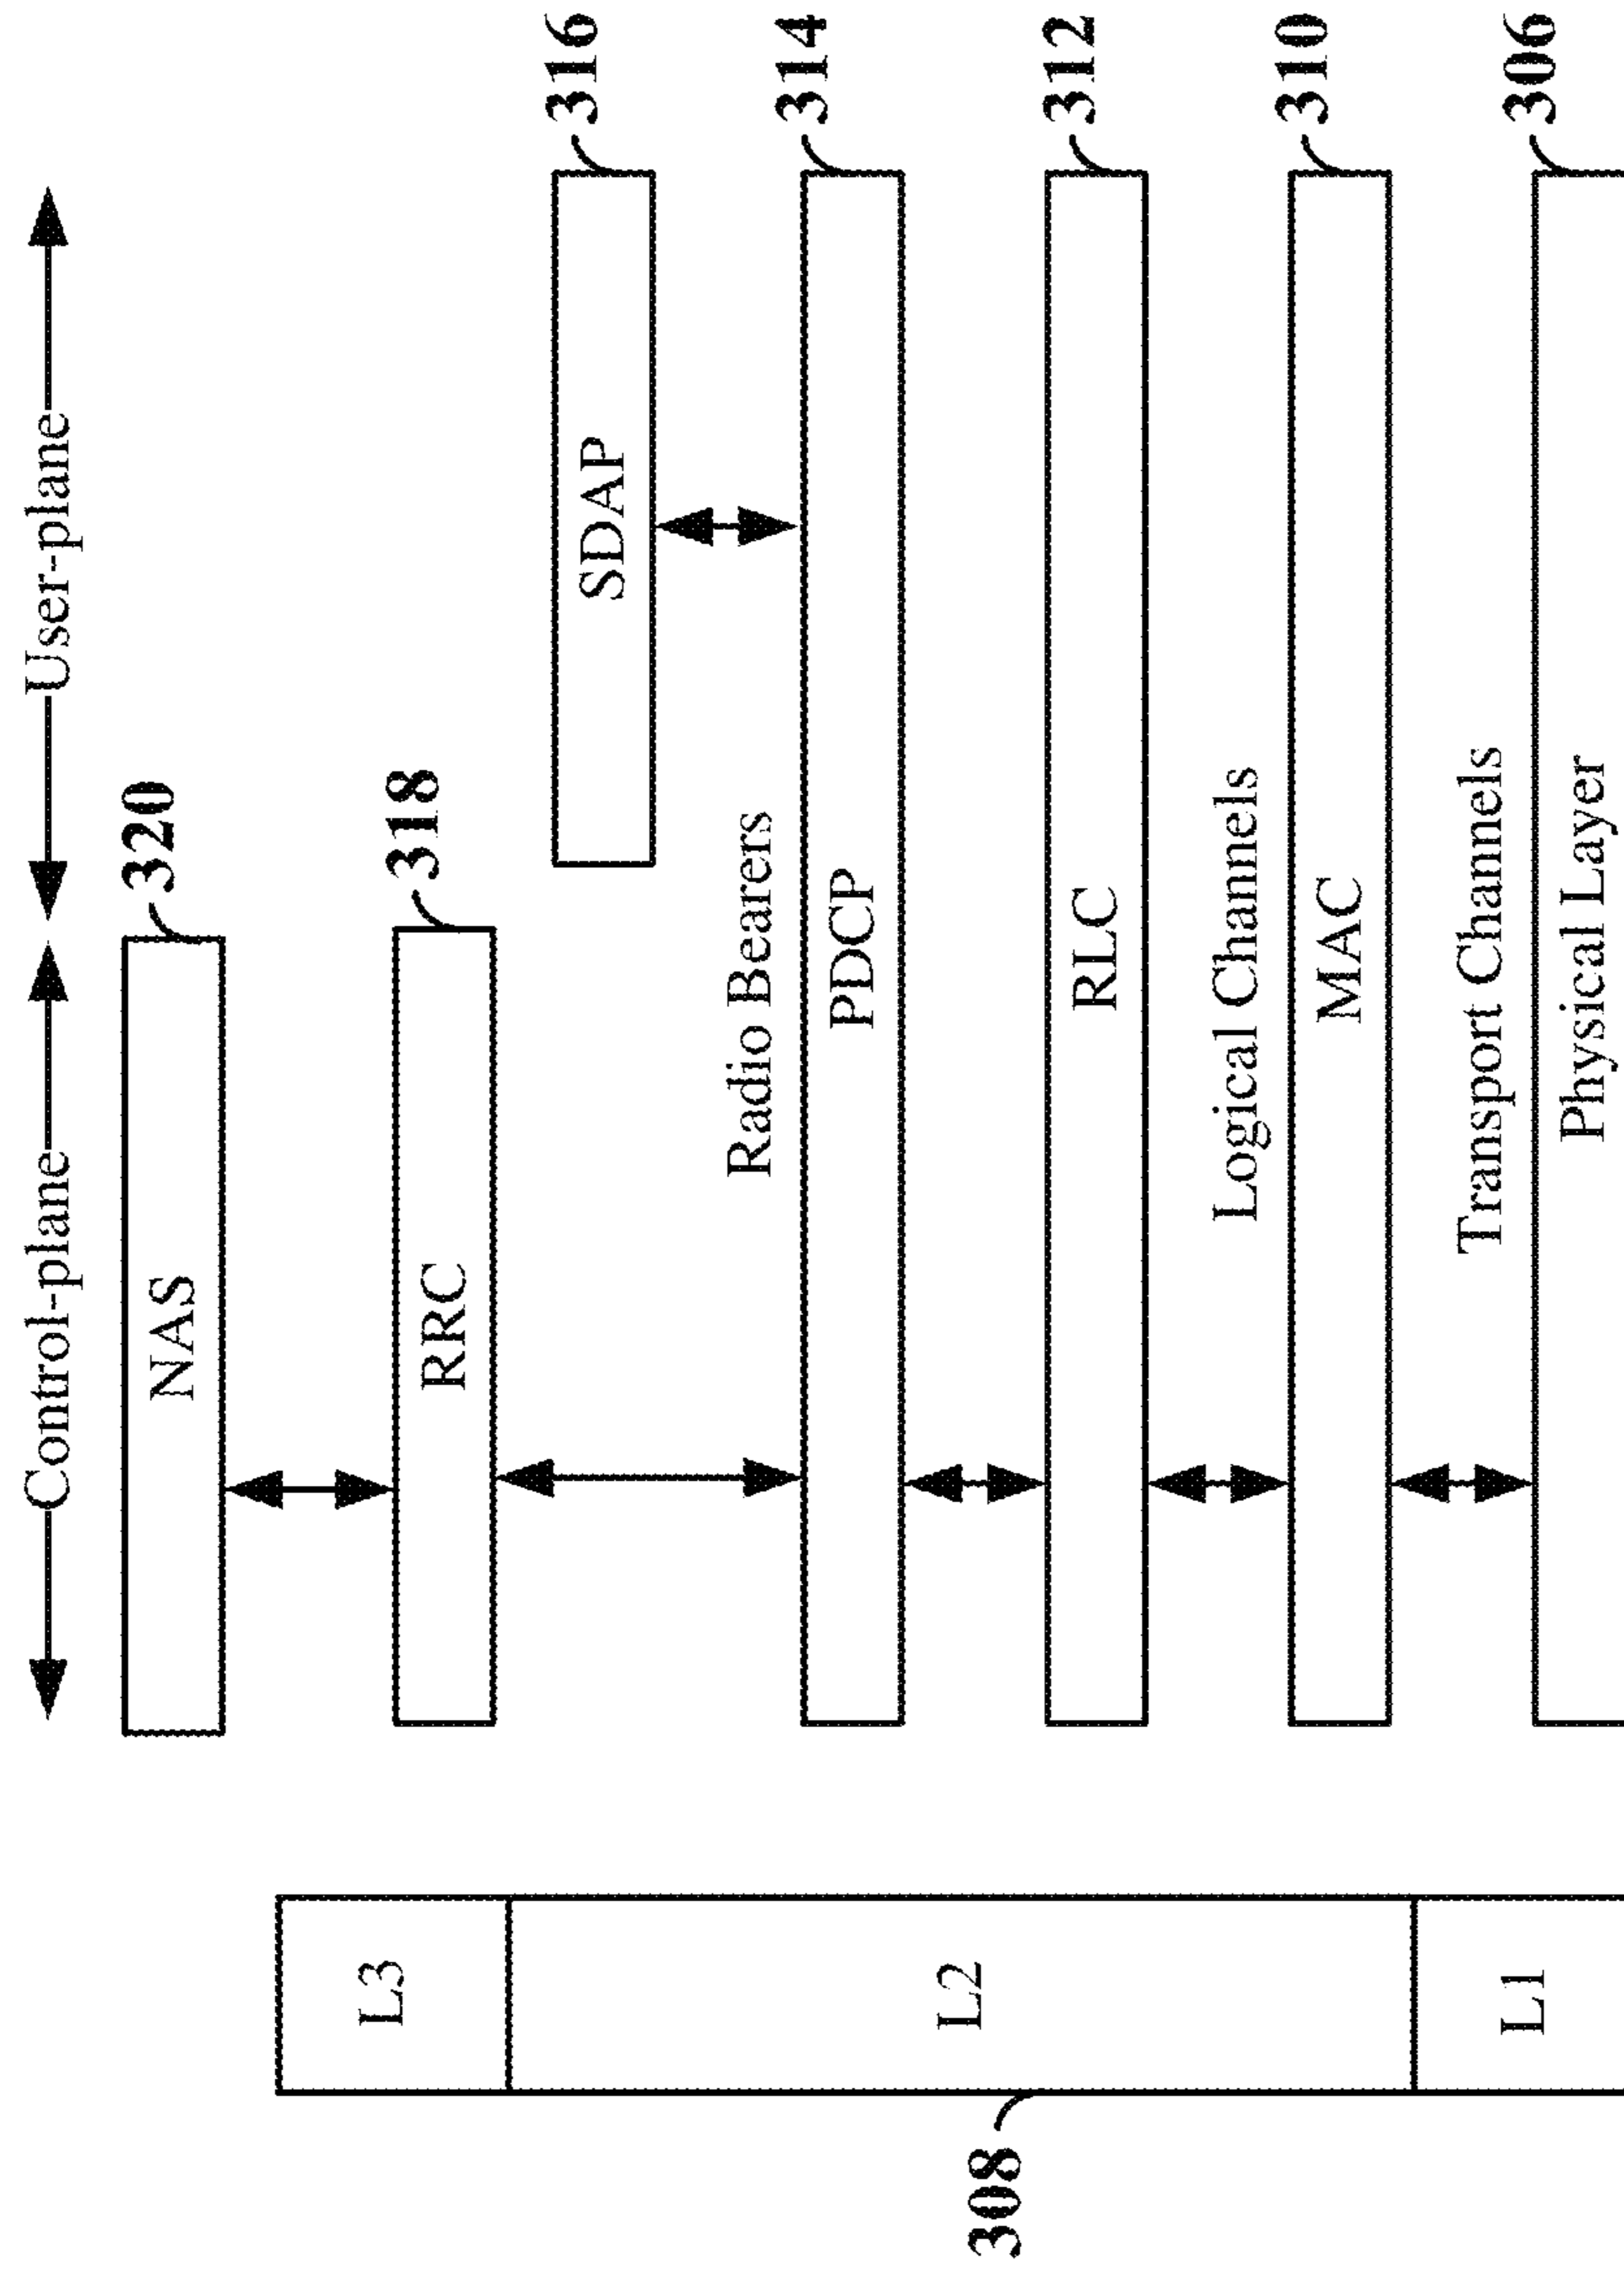 Control-plane User-plane
NAS 320
L3 RRC 318
SDAP 316
Radio Bearers
308 L2 PDCP 314
RLC 312
Logical Channels
MAC 310
Transport Channels
L1 Physical Layer 306